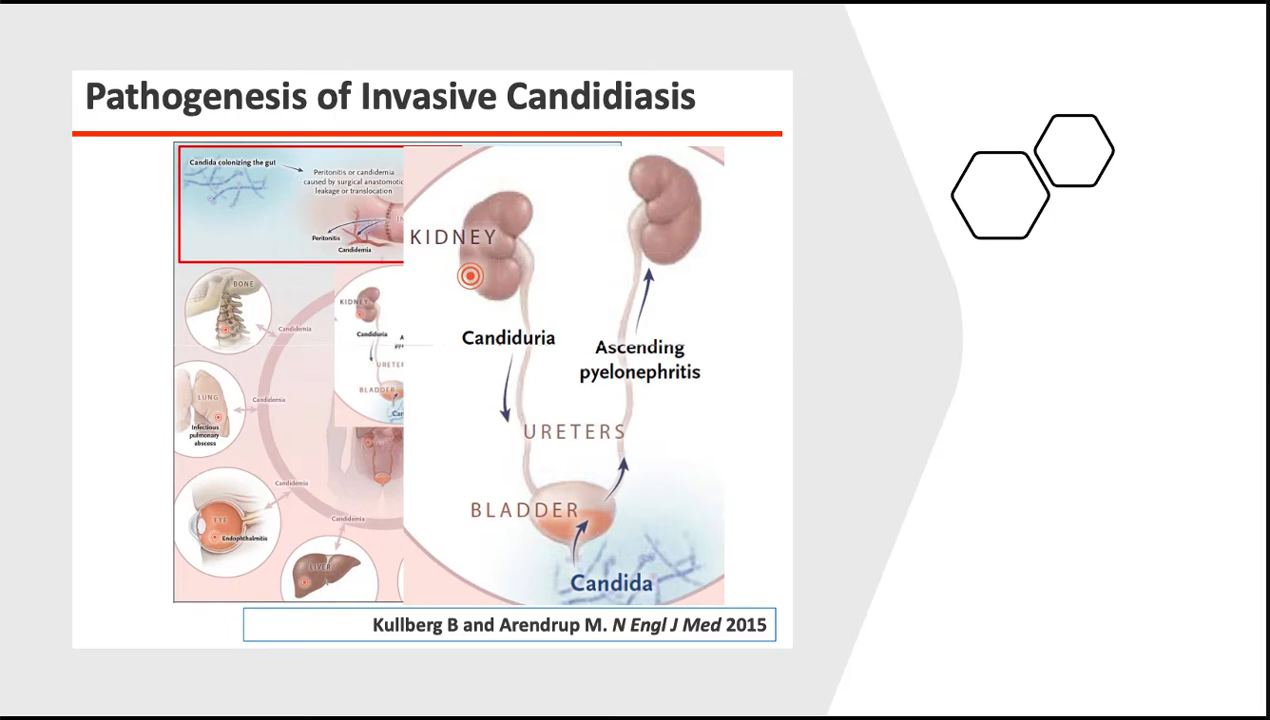 Pathogenesis of Invasive Candidiasis
Candida colonizing the gut
Peritonitis or candidemia
caused by surgical anastomotic
leakage or translocation
Peritonitis
Candidemia
BONE
Candidemia
LUNG
Infectious
pulmonary
abscess
Candidemia
EYE
Endophthalmitis
Candidemia
Candidemia
LIVER
KIDNEY
Candiduria
URETERS
BLADDER
KIDNEY
Candiduria
Ascending
pyelonephritis
URETERS
BLADDER
Candida
Kullberg B and Arendrup M. N Engl J Med 2015